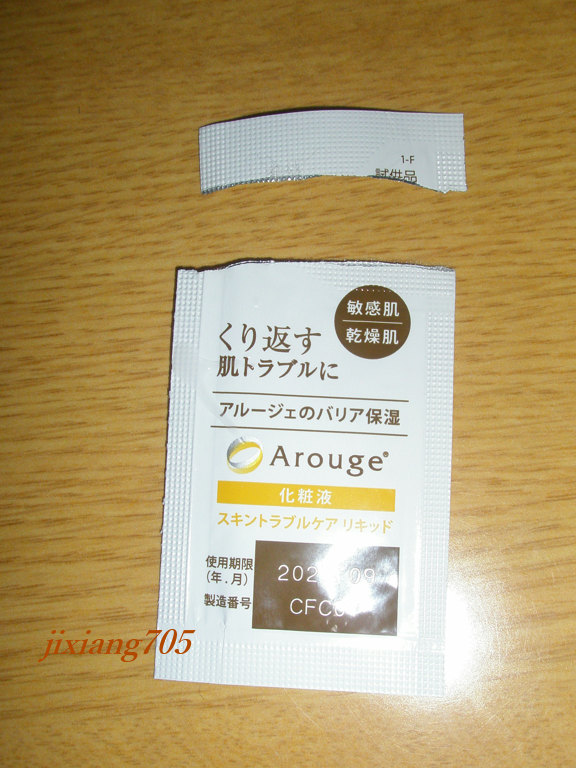 1-F
試供品
敏感肌
乾燥肌
くり返す
肌トラブルに
アルージェのバリア保湿
Arouge®
化粧液
スキントラブルケア リキッド
使用期限
(年.月)
製造番号
jixiang705